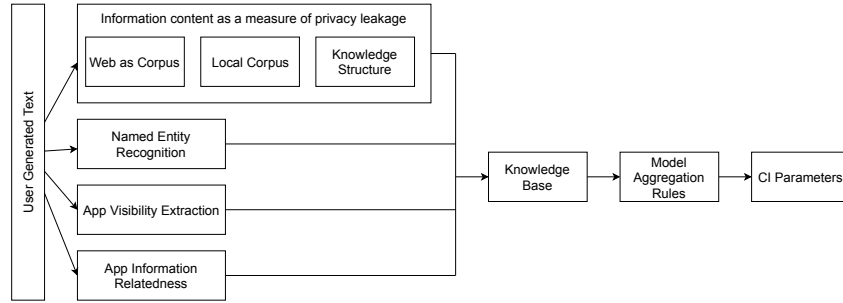 User Generated Text
Information content as a measure of privacy leakage
Web as Corpus
Local Corpus
Knowledge
Structure
Named Entity
Recognition
App Visibility Extraction
App Information
Relatedness
Knowledge
Base
Model
Aggregation
Rules
CI Parameters